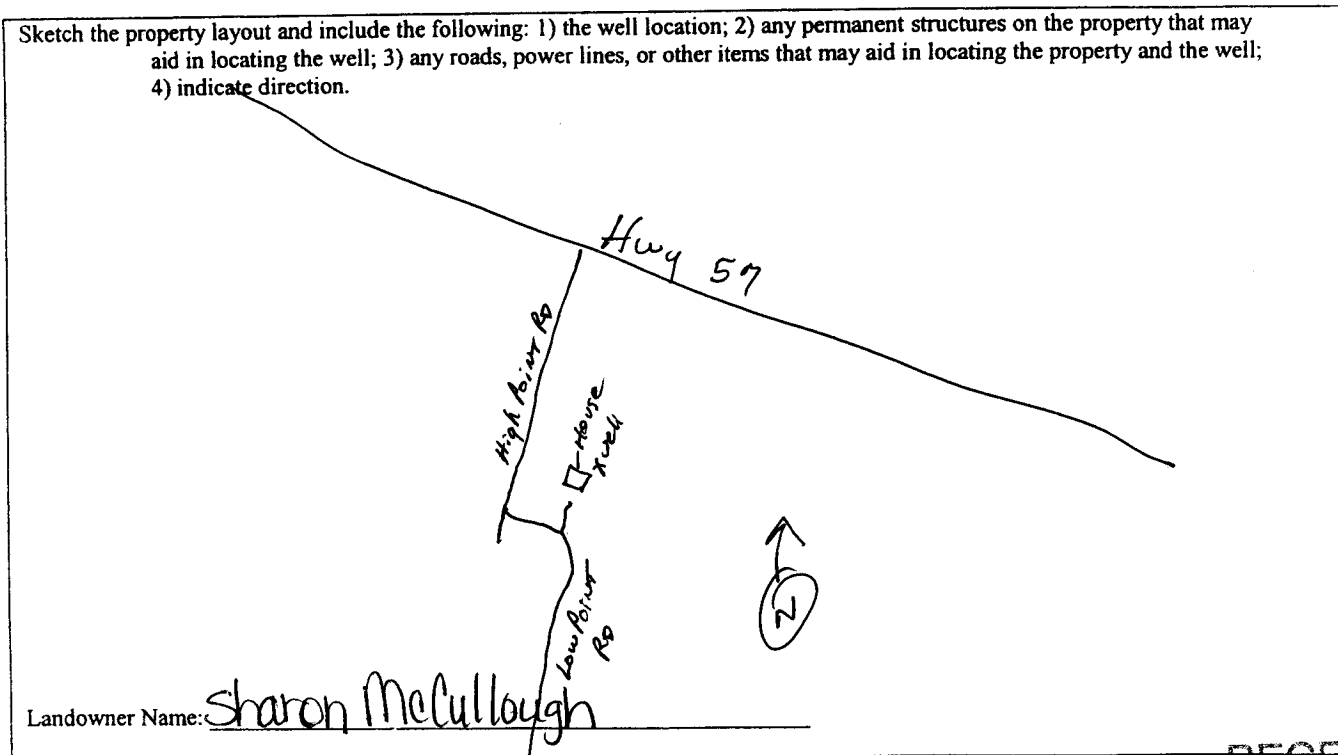 Sketch the property layout and include the following: 1) the well location; 2) any permanent structures on the property that may
aid in locating the well; 3) any roads, power lines, or other items that may aid in locating the property and the well;
4) indicate direction.
Hwy 57
High Point RD
House
X well
N
Low Point
RD
Landowner Name: Sharon McCullough